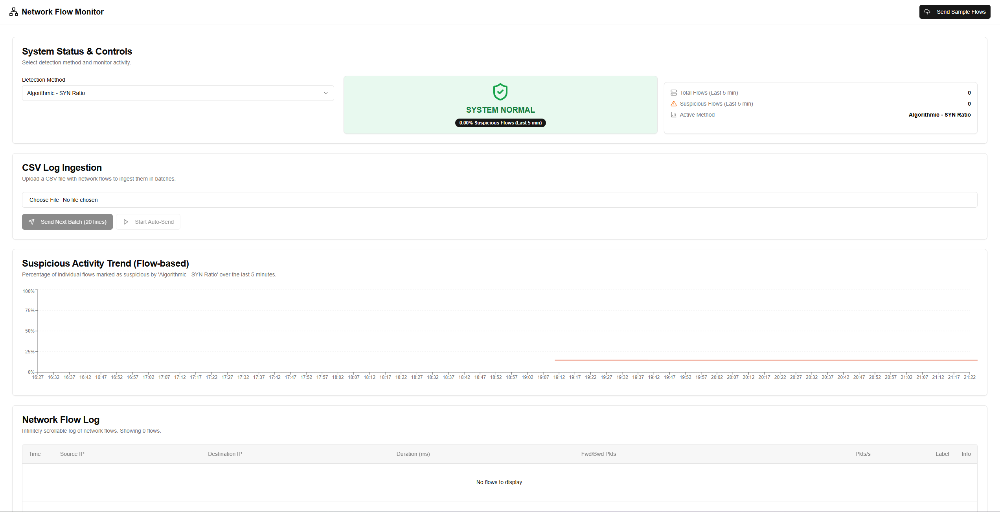 Network Flow Monitor
Send Sample Flows
System Status & Controls
Select detection method and monitor activity.
Detection Method
Algorithmic - SYN Ratio
SYSTEM NORMAL
0.00% Suspicious Flows (Last 5 min)
Total Flows (Last 5 min) 0
Suspicious Flows (Last 5 min) 0
Active Method Algorithmic - SYN Ratio
CSV Log Ingestion
Upload a CSV file with network flows to ingest them in batches.
Choose File No file chosen
Send Next Batch (20 lines) Start Auto-Send
Suspicious Activity Trend (Flow-based)
Percentage of individual flows marked as suspicious by 'Algorithmic - SYN Ratio' over the last 5 minutes.
100%
75%
50%
25%
0%
16:27 16:32 16:37 16:42 16:47 16:52 16:57 17:02 17:07 17:12 17:17 17:22 17:27 17:32 17:37 17:42 17:47 17:52 17:57 18:02 18:07 18:12 18:17 18:22 18:27 18:32 18:37 18:42 18:47 18:52 18:57 19:02 19:07 19:12 19:17 19:22 19:27 19:32 19:37 19:42 19:47 19:52 19:57 20:02 20:07 20:12 20:17 20:22 20:27 20:32 20:37 20:42 20:47 20:52 20:57 21:02 21:07 21:12 21:17 21:22
Network Flow Log
Infinitely scrollable log of network flows. Showing 0 flows.
Time Source IP Destination IP Duration (ms) Fwd/Bwd Pkts Pkts/s Label Info
No flows to display.